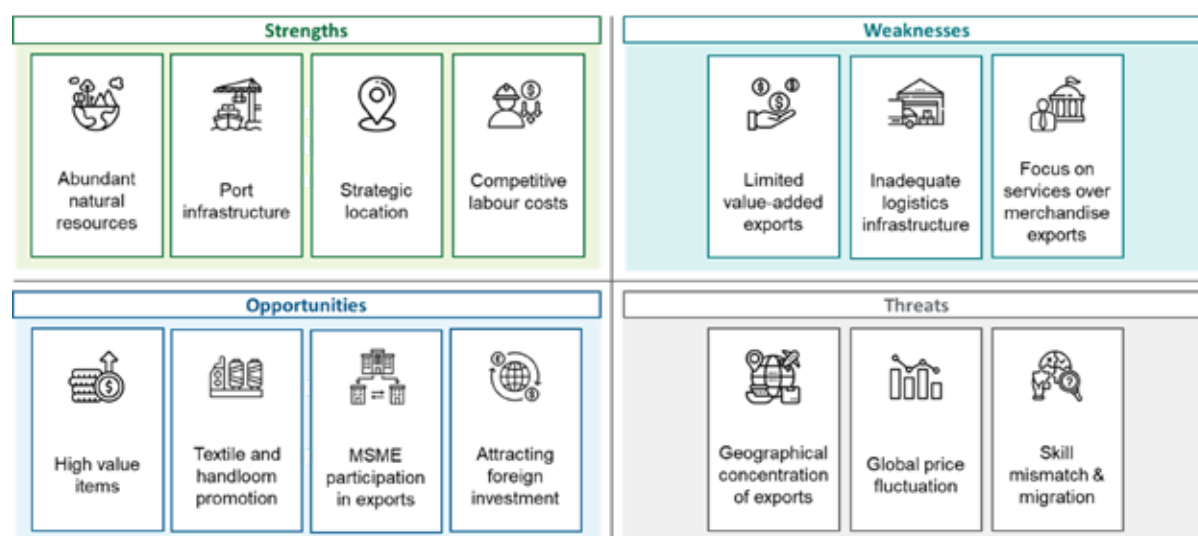 Strengths
Abundant
natural
resources
Port
infrastructure
Strategic
location
Competitive
labour costs
Weaknesses
Limited
value-added
exports
Inadequate
logistics
infrastructure
Focus on
services over
merchandise
exports
Opportunities
High value
items
Textile and
handloom
promotion
MSME
participation
in exports
Attracting
foreign
investment
Threats
Geographical
concentration
of exports
Global price
fluctuation
Skill
mismatch &
migration